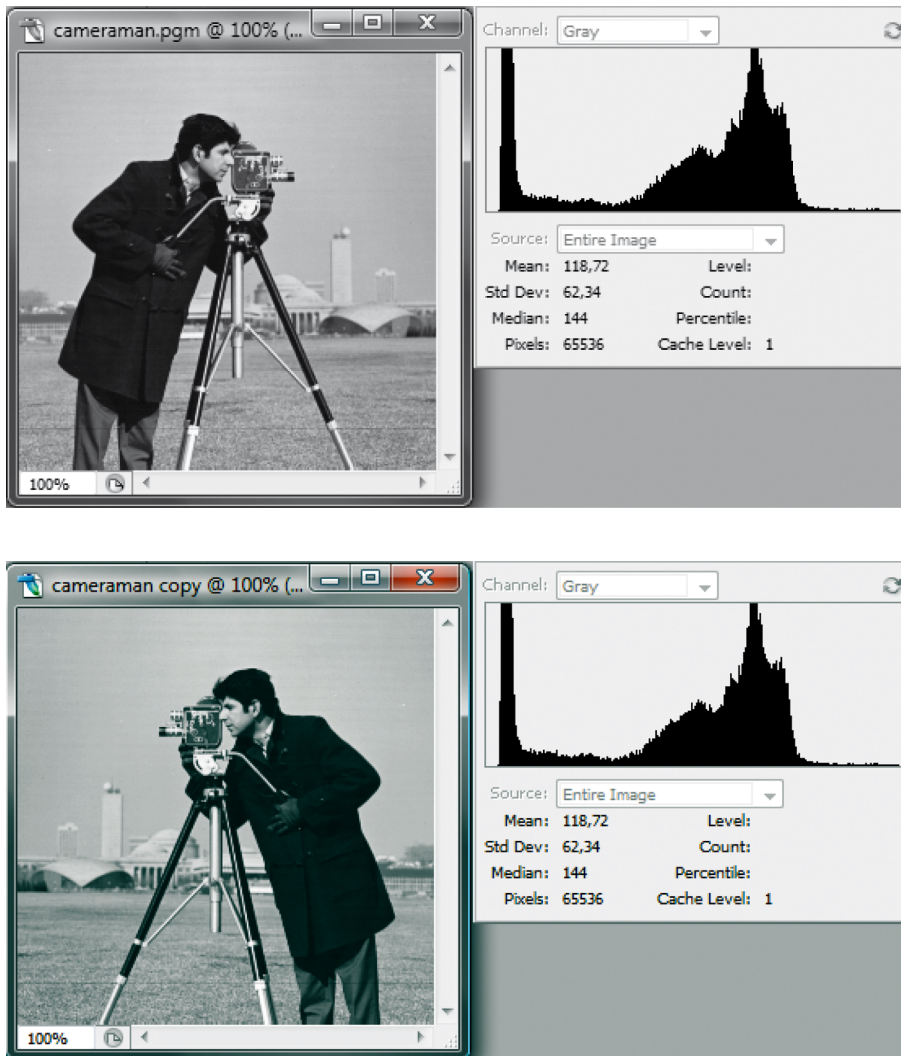 cameraman.pgm @ 100% (...
Channel: Gray
Source: Entire Image
Mean: 118,72 Level:
Std Dev: 62,34 Count:
Median: 144 Percentile:
Pixels: 65536 Cache Level: 1
100%
cameraman copy @ 100% (...
Channel: Gray
Source: Entire Image
Mean: 118,72 Level:
Std Dev: 62,34 Count:
Median: 144 Percentile:
Pixels: 65536 Cache Level: 1
100%